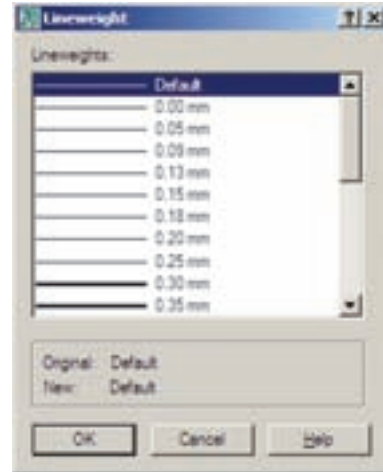 Lineweight
Lineweights:
Default
0.00 mm
0.05 mm
0.09 mm
0.13 mm
0.15 mm
0.18 mm
0.20 mm
0.25 mm
0.30 mm
0.35 mm
Original: Default
New: Default
OK Cancel Help